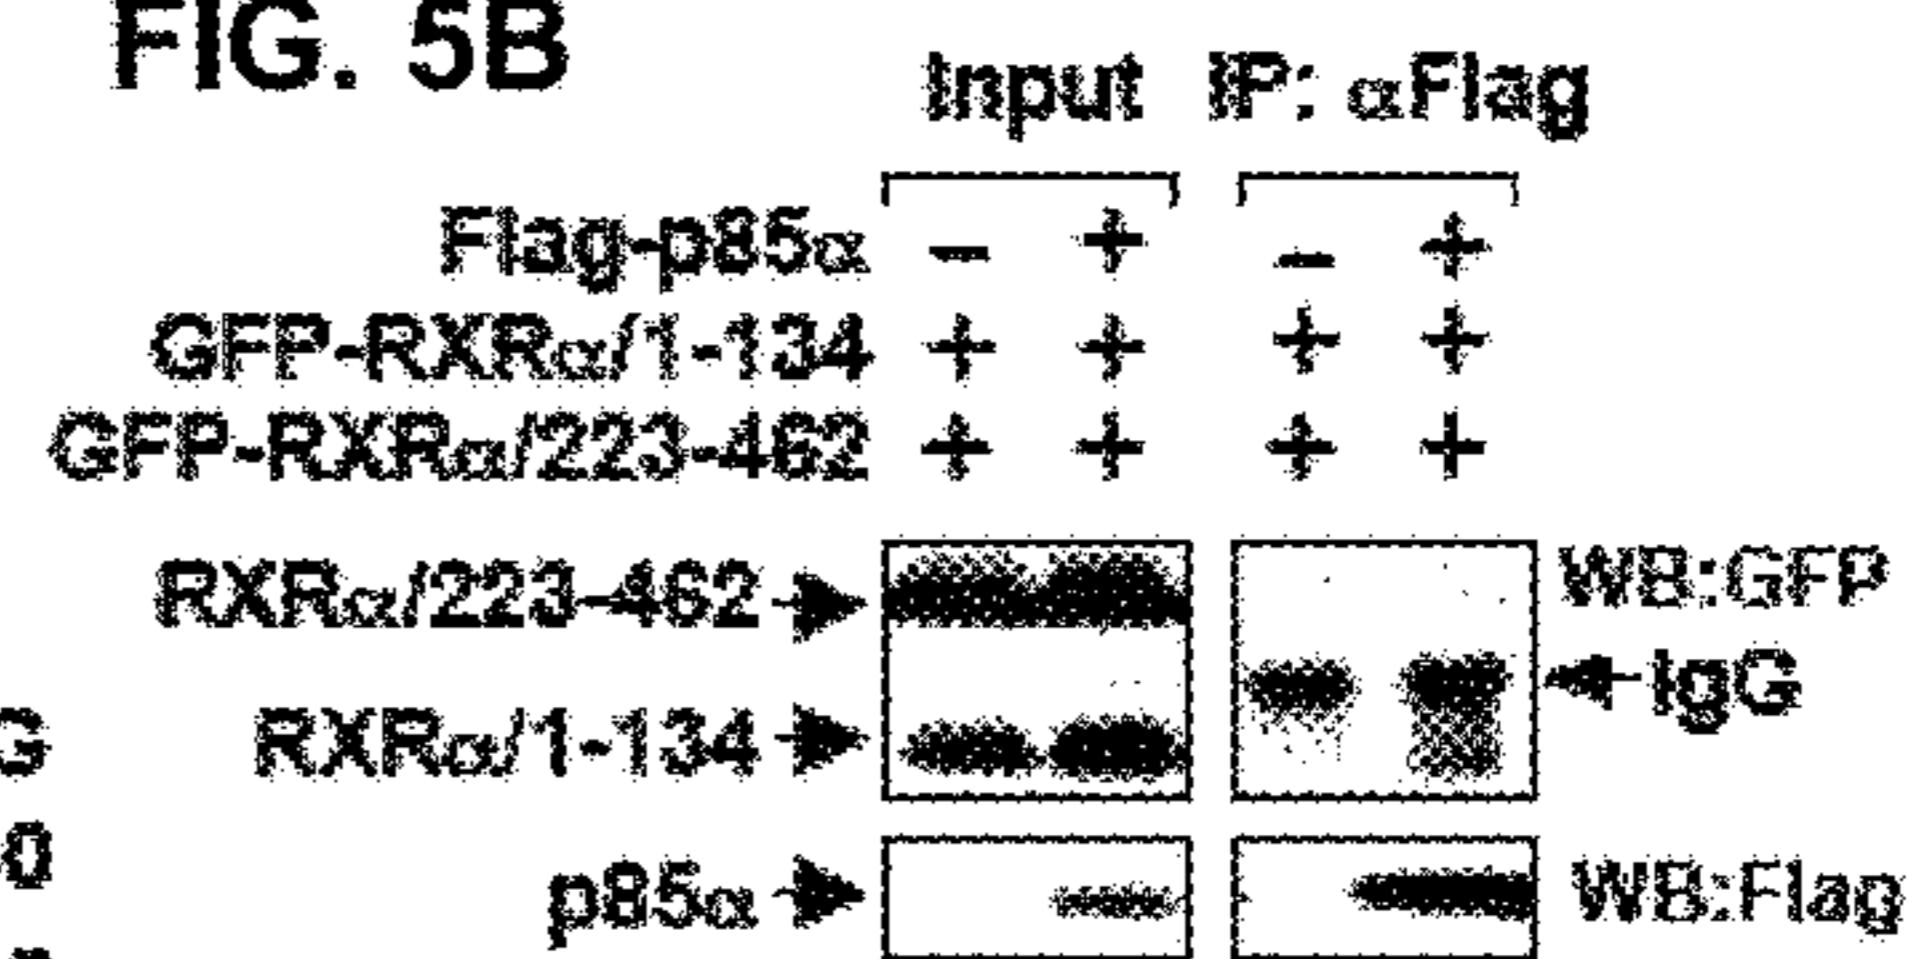 FIG. 5B
Input IP: αFlag
Flag-p85α − + − +
GFP-RXRα/1-134 + + + +
GFP-RXRα/223-462 + + + +
RXRα/223-462 WB:GFP
IgG
RXRα/1-134
G
0
p85α WB:Flag